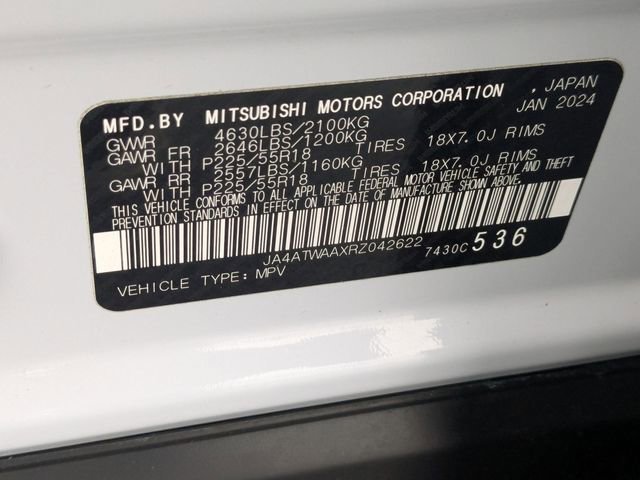 MFD.BY MITSUBISHI MOTORS CORPORATION , JAPAN
GVWR 4630LBS/2100KG JAN 2024
GAWR FR 2646LBS/1200KG TIRES 18X7.0J RIMS
WITH P225/55R18
GAWR RR 2557LBS/1160KG TIRES 18X7.0J RIMS
WITH P225/55R18
THIS VEHICLE CONFORMS TO ALL APPLICABLE FEDERAL MOTOR VEHICLE SAFETY AND THEFT
PREVENTION STANDARDS IN EFFECT ON THE DATE OF MANUFACTURE SHOWN ABOVE.
JA4ATWAAXRZ042622 7430C 536
VEHICLE TYPE: MPV